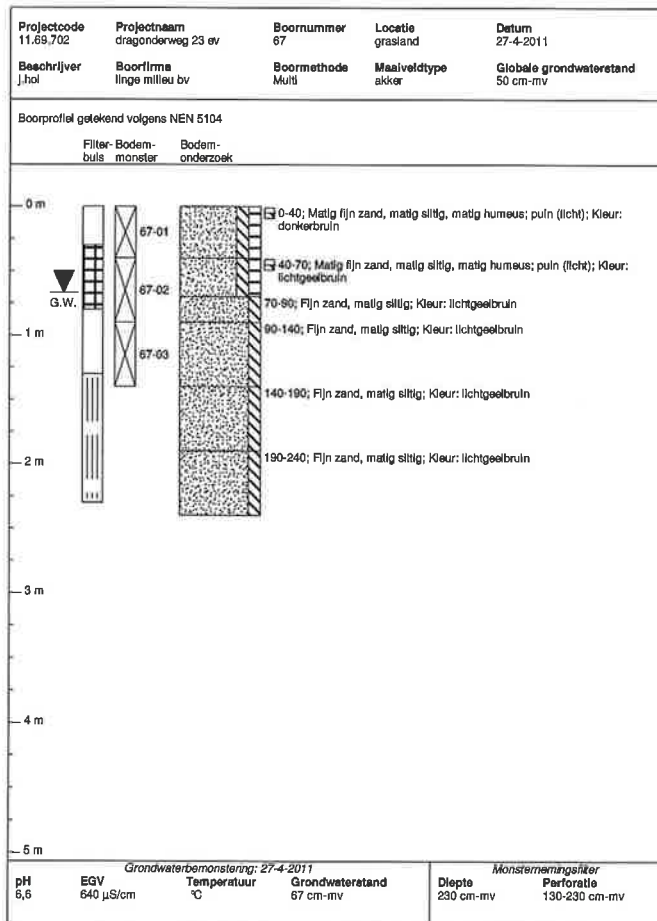 Projectcode Projectnaam Boornummer Locatie Datum
11.69.702 dragonderweg 23 ev 67 grasland 27-4-2011
Beschrijver Boorfirma Boormethode Maaiveldtype Globale grondwaterstand
j.hol linge milieu bv Multi akker 50 cm-mv
Boorprofiel getekend volgens NEN 5104
Filter- Bodem- Bodem-
buis monster onderzoek
0 m
0-40; Matig fijn zand, matig siltig, matig humeus; puin (licht); Kleur:
donkerbruin
67-01
40-70; Matig fijn zand, matig siltig, matig humeus; puin (licht); Kleur:
lichtgeelbruin
G.W.
67-02
70-90; Fijn zand, matig siltig; Kleur: lichtgeelbruin
1 m
90-140; Fijn zand, matig siltig; Kleur: lichtgeelbruin
67-03
140-190; Fijn zand, matig siltig; Kleur: lichtgeelbruin
2 m
190-240; Fijn zand, matig siltig; Kleur: lichtgeelbruin
3 m
4 m
5 m
Grondwaterbemonstering: 27-4-2011 Monsternemingsfilter
pH EGV Temperatuur Grondwaterstand Diepte Perforatie
6,6 640 µS/cm °C 67 cm-mv 230 cm-mv 130-230 cm-mv